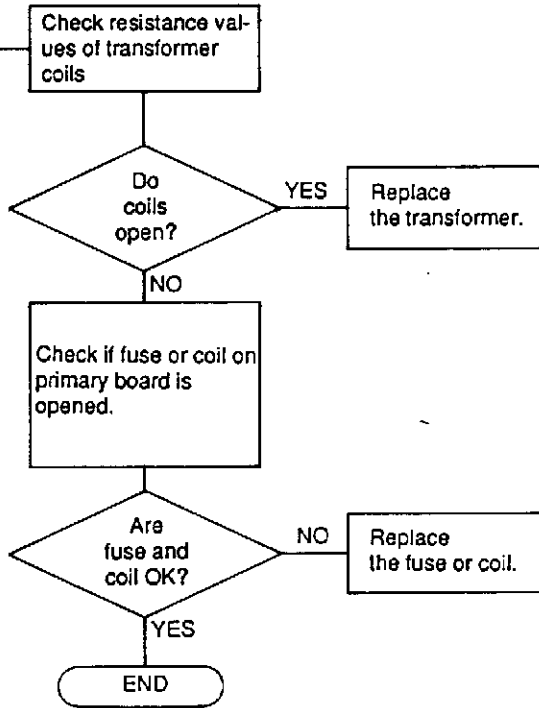 Check resistance val-
ues of transformer
coils
Do
coils
open?
YES
Replace
the transformer.
NO
Check if fuse or coil on
primary board is
opened.
Are
fuse and
coil OK?
NO
Replace
the fuse or coil.
YES
END